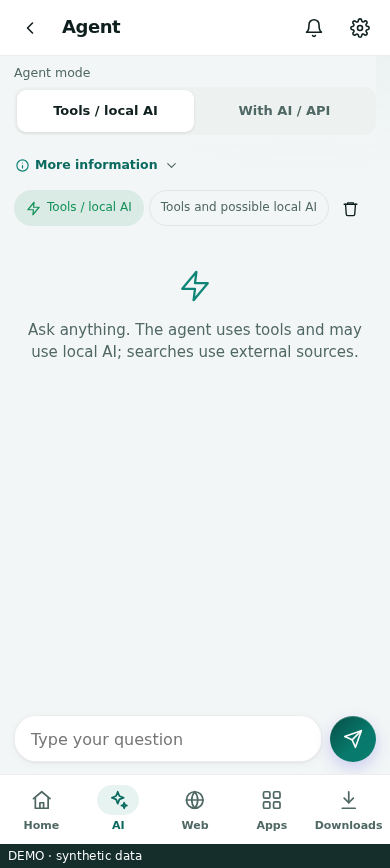 Agent
Agent mode
Tools / local AI
With AI / API
More information
Tools / local AI
Tools and possible local AI
Ask anything. The agent uses tools and may
use local AI; searches use external sources.
Type your question
Home
AI
Web
Apps
Downloads
DEMO · synthetic data